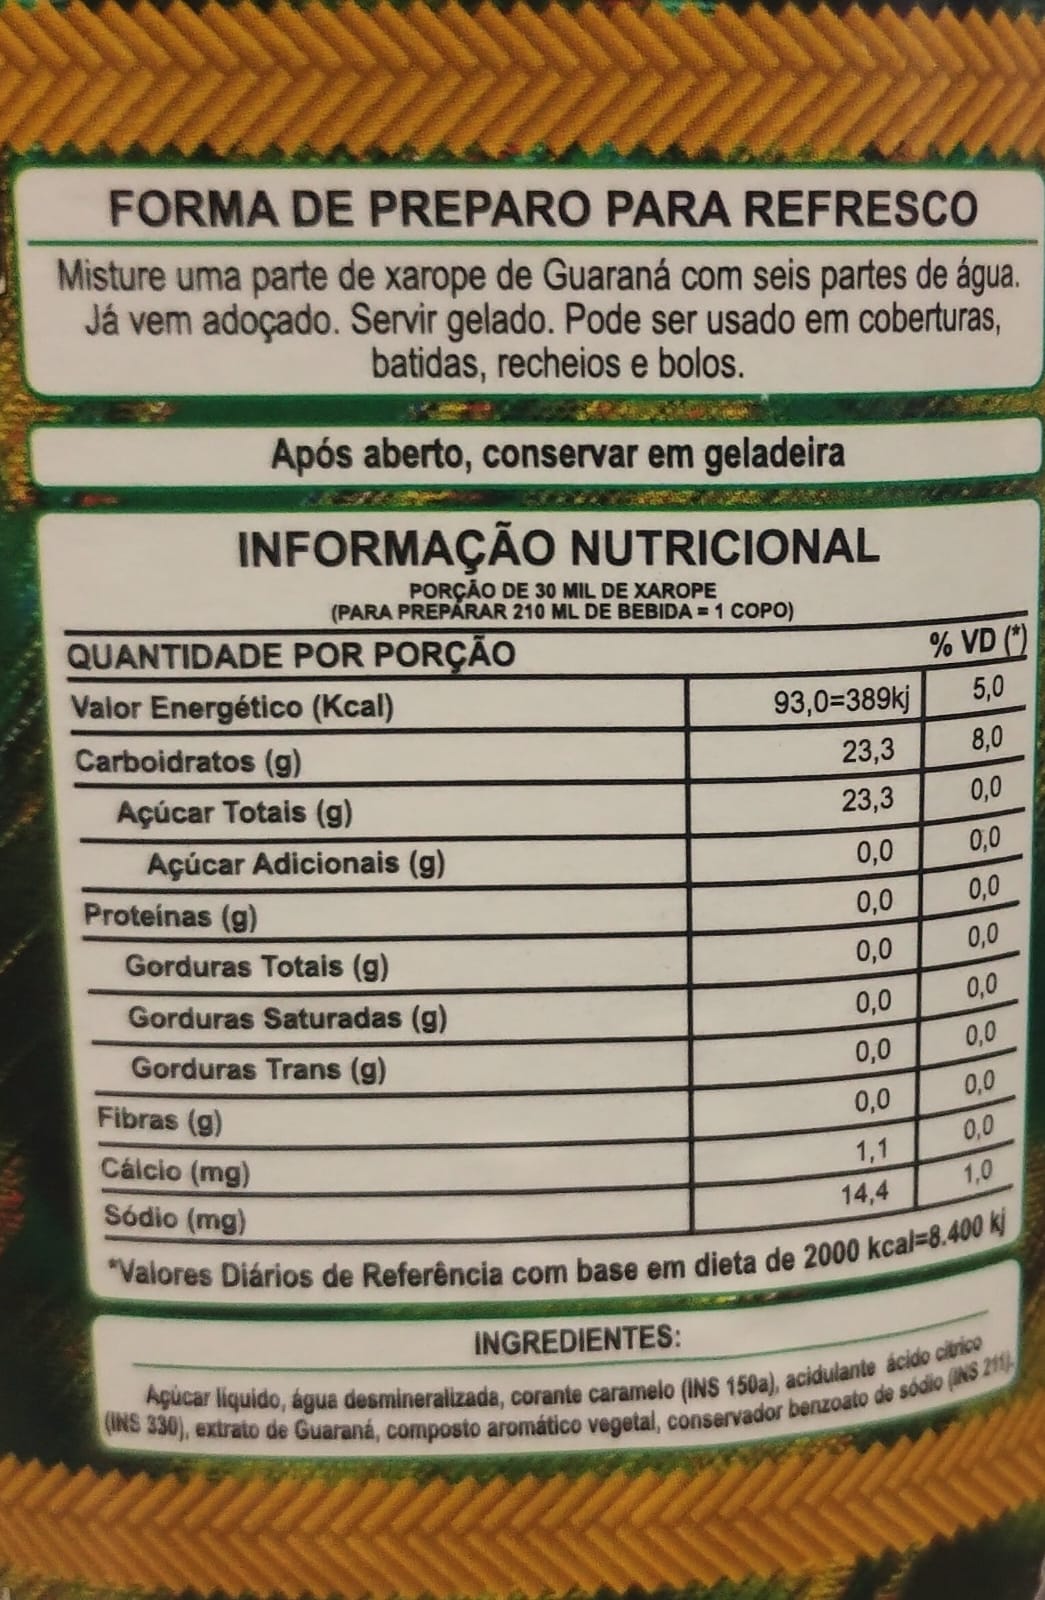 FORMA DE PREPARO PARA REFRESCO
Misture uma parte de xarope de Guaraná com seis partes de água.
Já vem adoçado. Servir gelado. Pode ser usado em coberturas,
batidas, recheios e bolos.
Após aberto, conservar em geladeira
INFORMAÇÃO NUTRICIONAL
PORÇÃO DE 30 MIL DE XAROPE
(PARA PREPARAR 210 ML DE BEBIDA = 1 COPO)
QUANTIDADE POR PORÇÃO % VD (*)
Valor Energético (Kcal) 93,0=389kj 5,0
Carboidratos (g) 23,3 8,0
Açúcar Totais (g) 23,3 0,0
Açúcar Adicionais (g) 0,0 0,0
Proteínas (g) 0,0 0,0
Gorduras Totais (g) 0,0 0,0
Gorduras Saturadas (g) 0,0 0,0
Gorduras Trans (g) 0,0 0,0
Fibras (g) 0,0 0,0
Cálcio (mg) 1,1 0,0
Sódio (mg) 14,4 1,0
*Valores Diários de Referência com base em dieta de 2000 kcal=8.400 kj
INGREDIENTES:
Açúcar líquido, água desmineralizada, corante caramelo (INS 150a), acidulante ácido cítrico
(INS 330), extrato de Guaraná, composto aromático vegetal, conservador benzoato de sódio (INS 211).